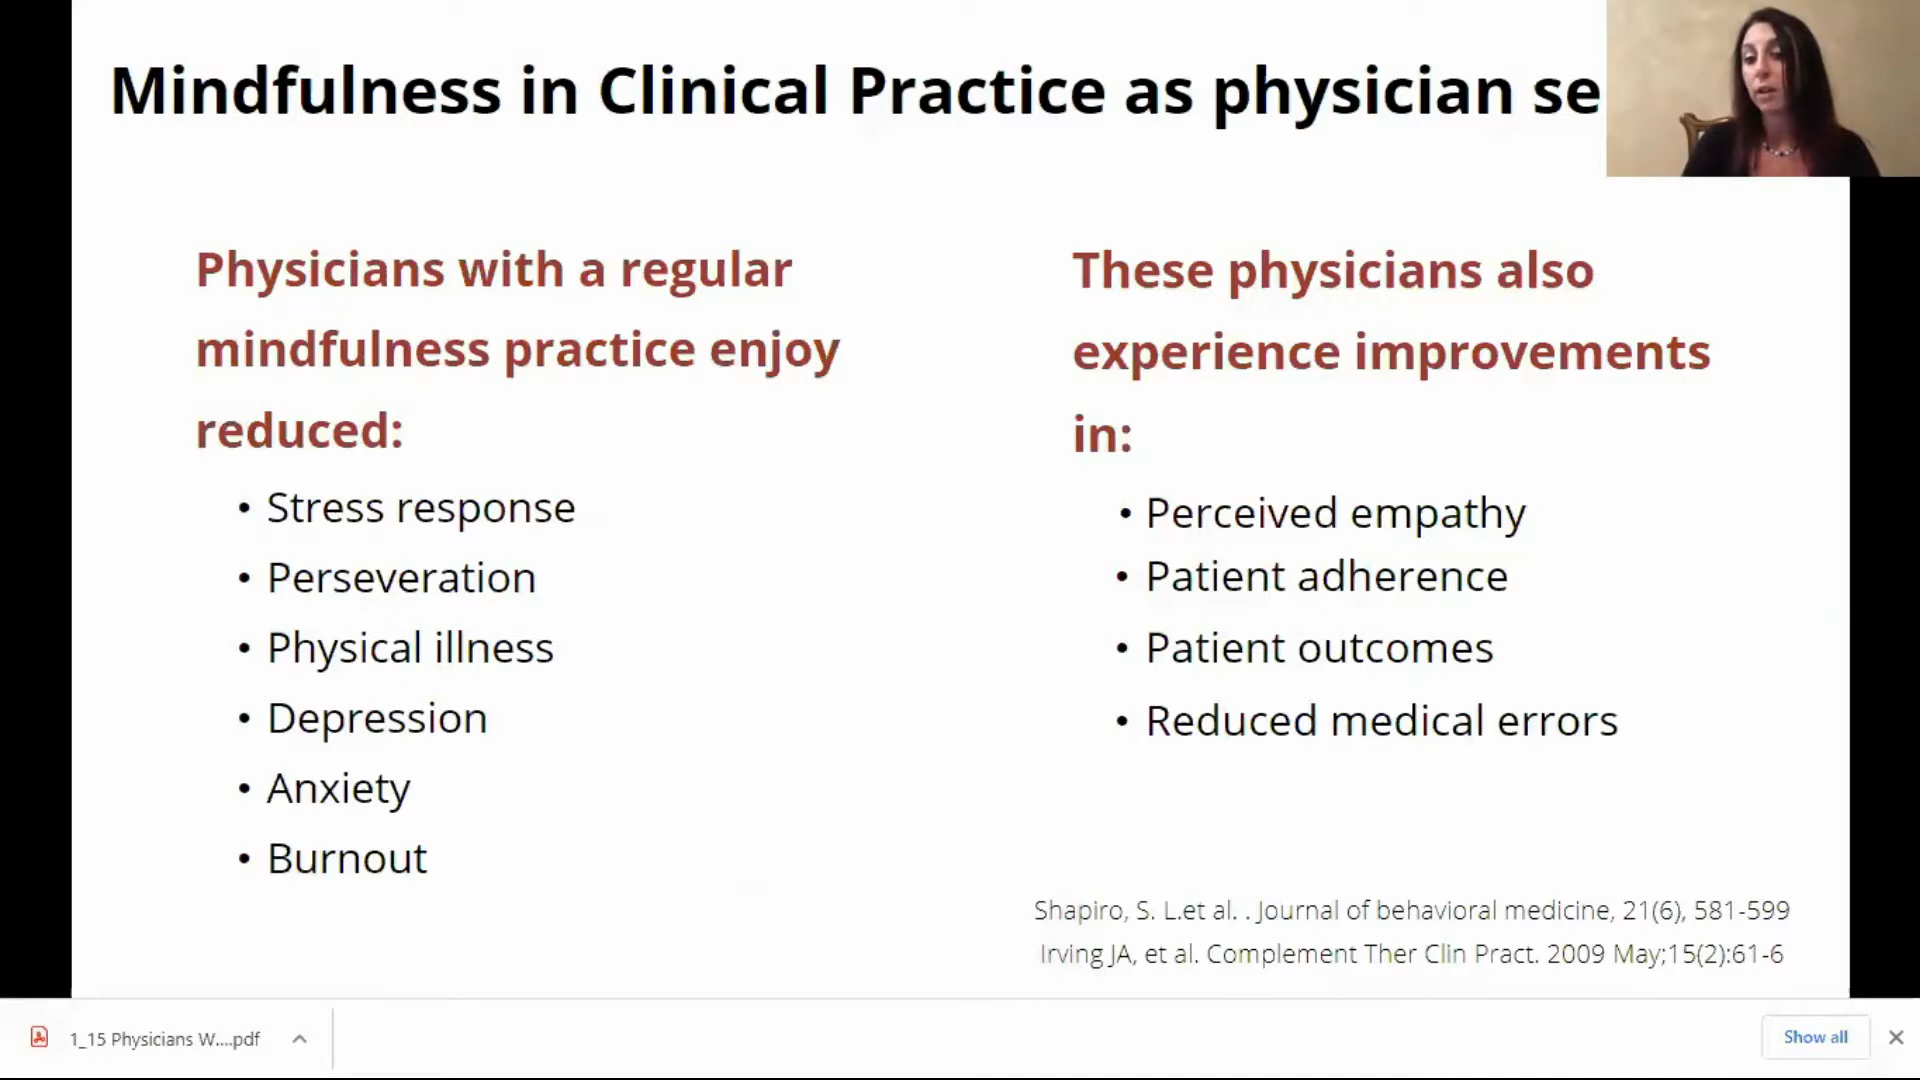 Mindfulness in Clinical Practice as physician se
Physicians with a regular
mindfulness practice enjoy
reduced:
• Stress response
• Perseveration
• Physical illness
• Depression
• Anxiety
• Burnout
These physicians also
experience improvements
in:
• Perceived empathy
• Patient adherence
• Patient outcomes
• Reduced medical errors
Shapiro, S. L.et al. . Journal of behavioral medicine, 21(6), 581-599
Irving JA, et al. Complement Ther Clin Pract. 2009 May;15(2):61-6
1_15 Physicians W....pdf
Show all